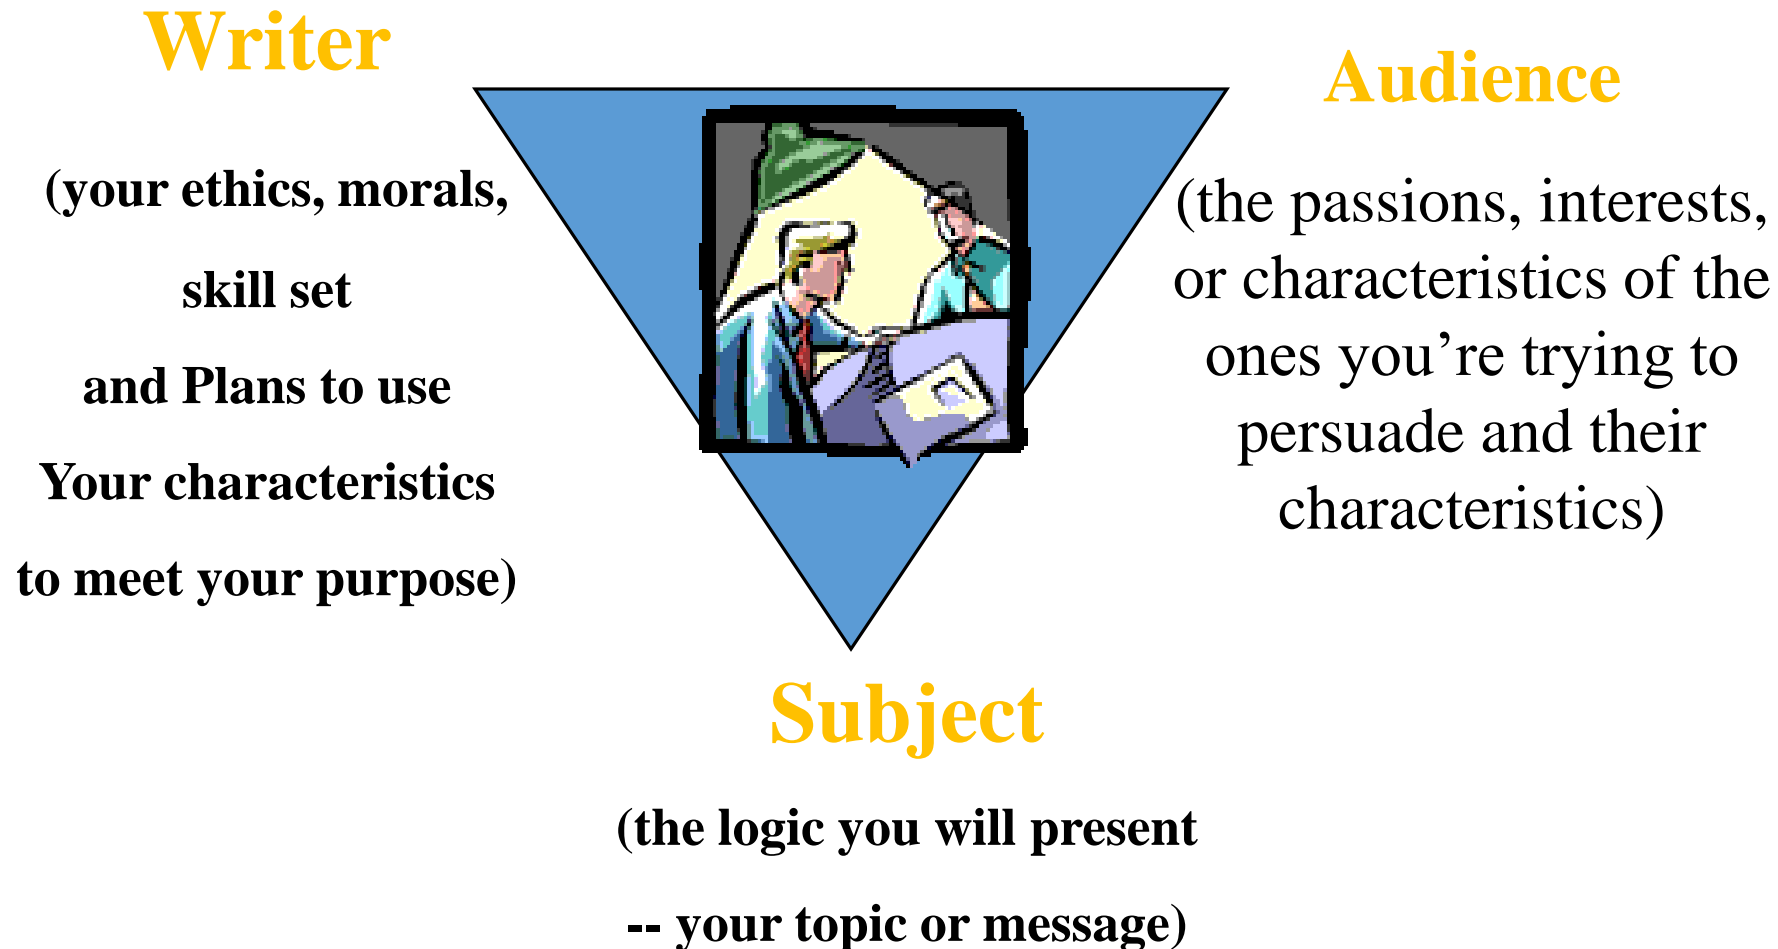 Writer
(your ethics, morals,
skill set
and Plans to use
Your characteristics
to meet your purpose)
Audience
(the passions, interests,
or characteristics of the
ones you’re trying to
persuade and their
characteristics)
Subject
(the logic you will present
-- your topic or message)